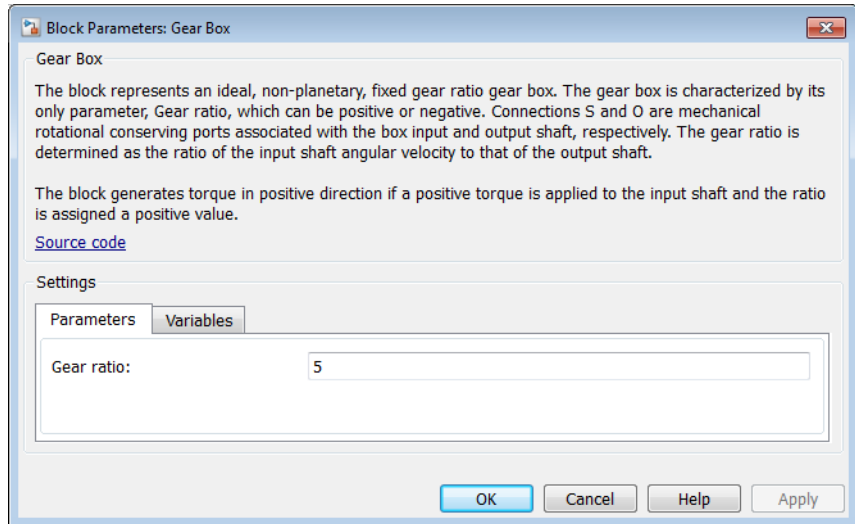 Block Parameters: Gear Box
Gear Box
The block represents an ideal, non-planetary, fixed gear ratio gear box. The gear box is characterized by its
only parameter, Gear ratio, which can be positive or negative. Connections S and O are mechanical
rotational conserving ports associated with the box input and output shaft, respectively. The gear ratio is
determined as the ratio of the input shaft angular velocity to that of the output shaft.
The block generates torque in positive direction if a positive torque is applied to the input shaft and the ratio
is assigned a positive value.
Source code
Settings
Parameters Variables
Gear ratio: 5
OK Cancel Help Apply